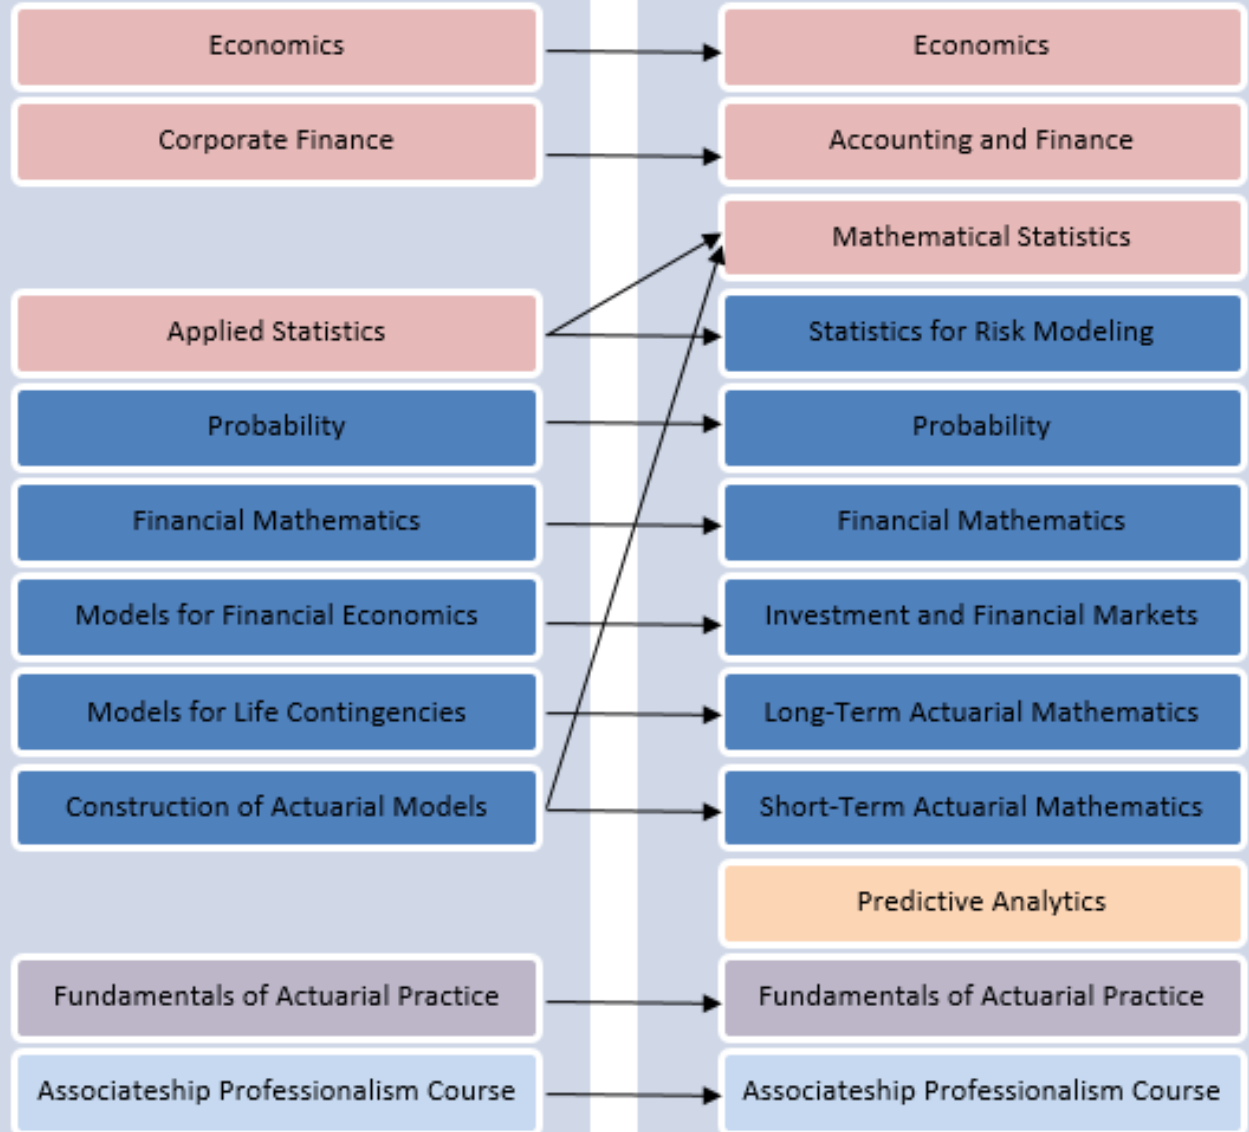 Economics
Economics
Corporate Finance
Accounting and Finance
Mathematical Statistics
Applied Statistics
Statistics for Risk Modeling
Probability
Probability
Financial Mathematics
Financial Mathematics
Models for Financial Economics
Investment and Financial Markets
Models for Life Contingencies
Long-Term Actuarial Mathematics
Construction of Actuarial Models
Short-Term Actuarial Mathematics
Predictive Analytics
Fundamentals of Actuarial Practice
Fundamentals of Actuarial Practice
Associateship Professionalism Course
Associateship Professionalism Course